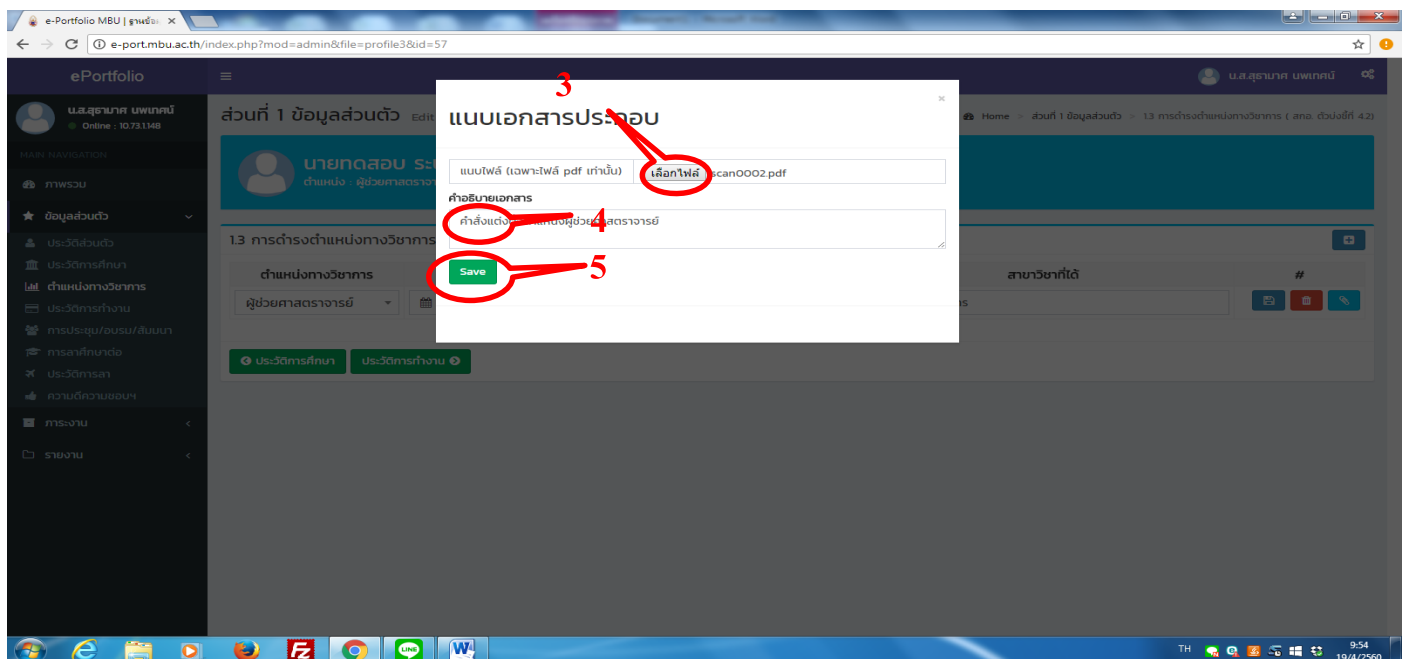 e-Portfolio MBU | ฐานข้อ
e-port.mbu.ac.th/index.php?mod=admin&file=profile3&id=57
ePortfolio
น.ส.สุธามาศ นพเกศน์
น.ส.สุธามาศ นพเกศน์
Online : 10.73.1.148
ส่วนที่ 1 ข้อมูลส่วนตัว Edit
Home > ส่วนที่ 1 ข้อมูลส่วนตัว > 1.3 การดำรงตำแหน่งทางวิชาการ ( สกอ. ตัวบ่งชี้ที่ 4.2)
3
แนบเอกสารประกอบ
×
MAIN NAVIGATION
ภาพรวม
ข้อมูลส่วนตัว
ประวัติส่วนตัว
ประวัติการศึกษา
ตำแหน่งทางวิชาการ
ประวัติการทำงาน
การประชุม/อบรม/สัมมนา
การลาศึกษาต่อ
ประวัติการลา
ความดีความชอบฯ
ภาระงาน
รายงาน
นายทดสอบ
ตำแหน่ง : ผู้ช่วยศาสตราจา
แนบไฟล์ (เฉพาะไฟล์ pdf เท่านั้น)
เลือกไฟล์ scan0002.pdf
คำอธิบายเอกสาร
4
Save
5
1.3 การดำรงตำแหน่งทางวิชาการ
ตำแหน่งทางวิชาการ
สาขาวิชาที่ได้
#
ผู้ช่วยศาสตราจารย์
ประวัติการศึกษา
ประวัติการทำงาน
TH
9:54
19/4/2560